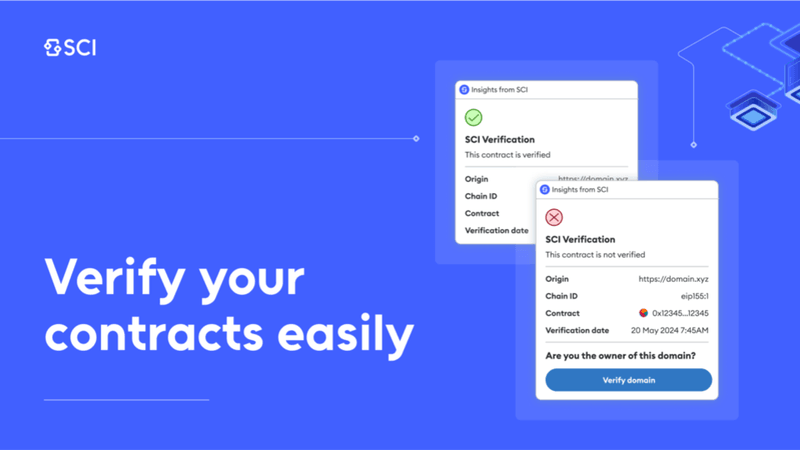 SCI
Verify your
contracts easily
Insights from SCI
SCI Verification
This contract is verified
Origin https://domain.xyz
Chain ID
Contract
Verification date
Insights from SCI
SCI Verification
This contract is not verified
Origin https://domain.xyz
Chain ID eip155:1
Contract 0x12345...12345
Verification date 20 May 2024 7:45AM
Are you the owner of this domain?
Verify domain